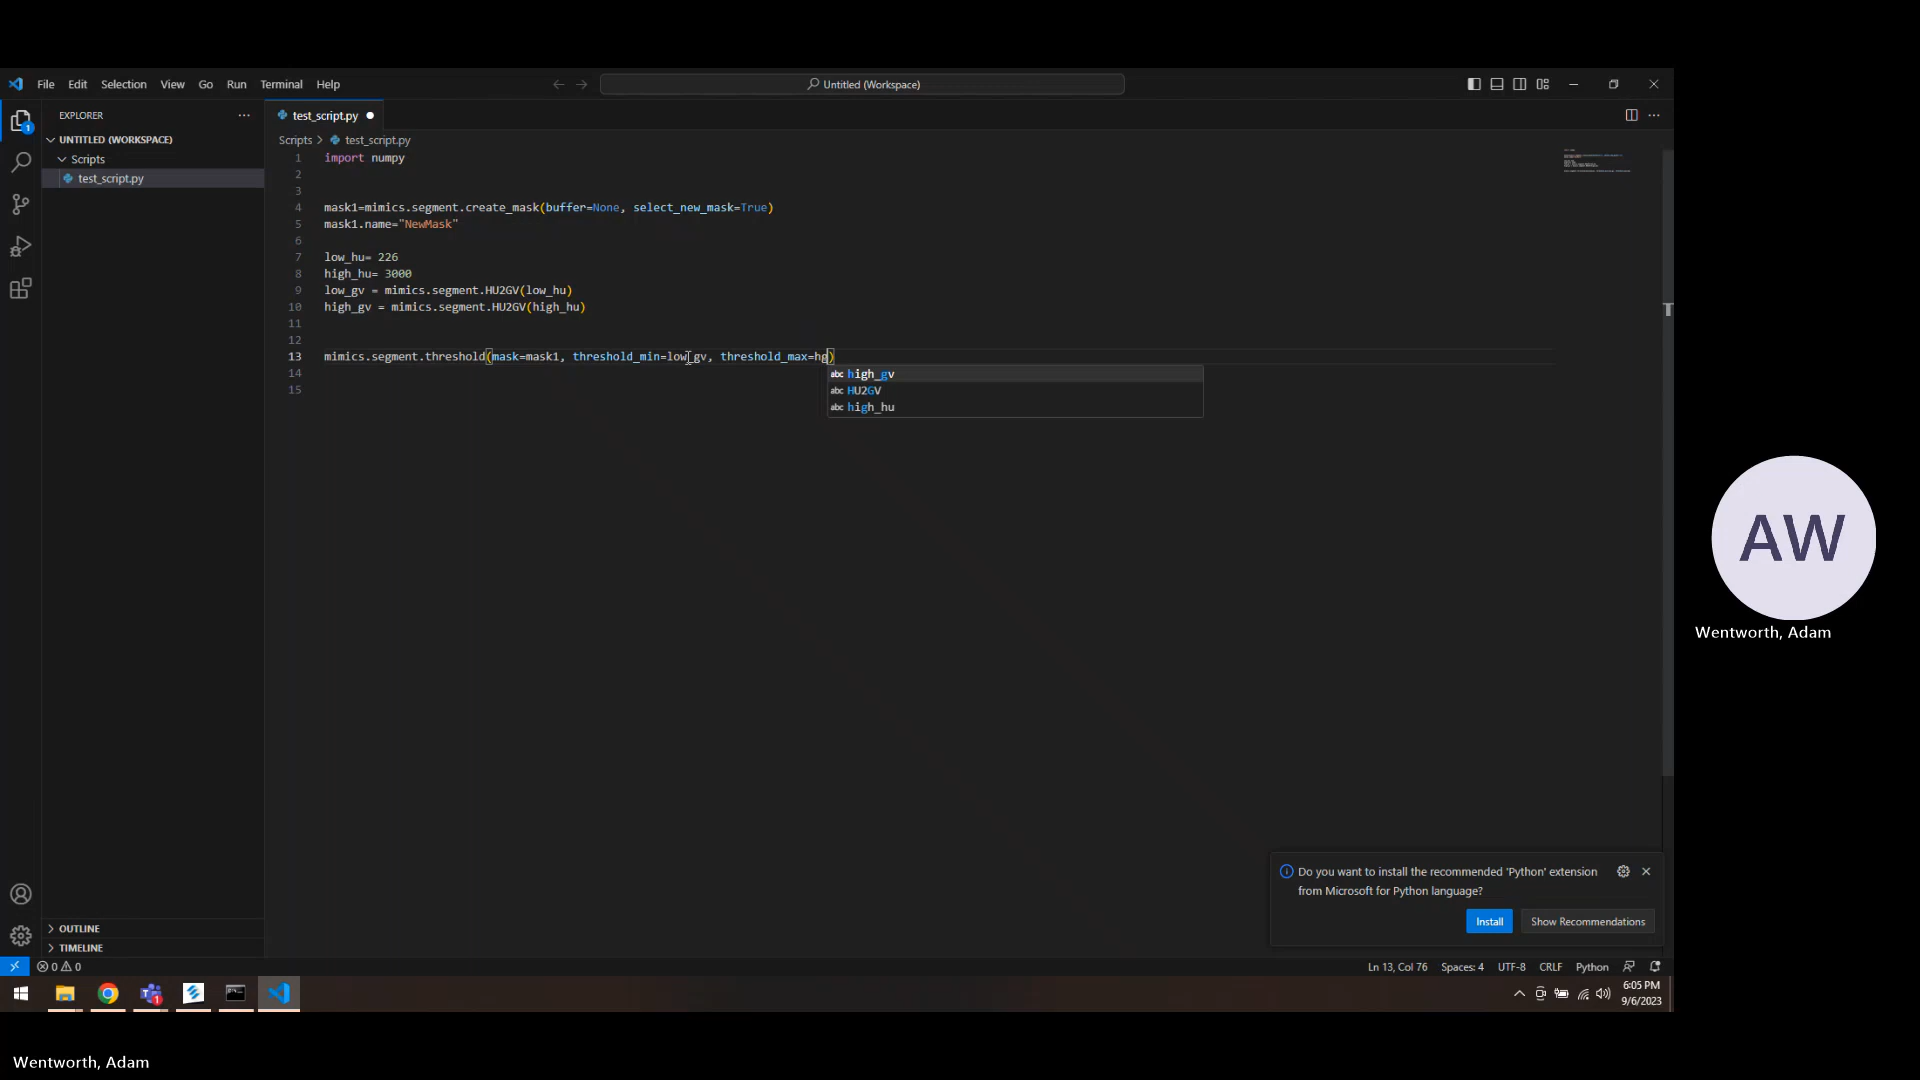 File Edit Selection View Go Run Terminal Help
Untitled (Workspace)
EXPLORER
test_script.py
UNTITLED (WORKSPACE)
Scripts
test_script.py
Scripts > test_script.py
1 import numpy
2
3
4 mask1=mimics.segment.create_mask(buffer=None, select_new_mask=True)
5 mask1.name="NewMask"
6
7 low_hu= 226
8 high_hu= 3000
9 low_gv = mimics.segment.HU2GV(low_hu)
10 high_gv = mimics.segment.HU2GV(high_hu)
11
12
13 mimics.segment.threshold(mask=mask1, threshold_min=low_gv, threshold_max=hg)
abc high_gv
abc HU2GV
abc high_hu
14
15
AW
Wentworth, Adam
Do you want to install the recommended 'Python' extension
from Microsoft for Python language?
Install Show Recommendations
OUTLINE
TIMELINE
0 0
Ln 13, Col 76 Spaces: 4 UTF-8 CRLF Python
1
1
6:05 PM
9/6/2023
Wentworth, Adam